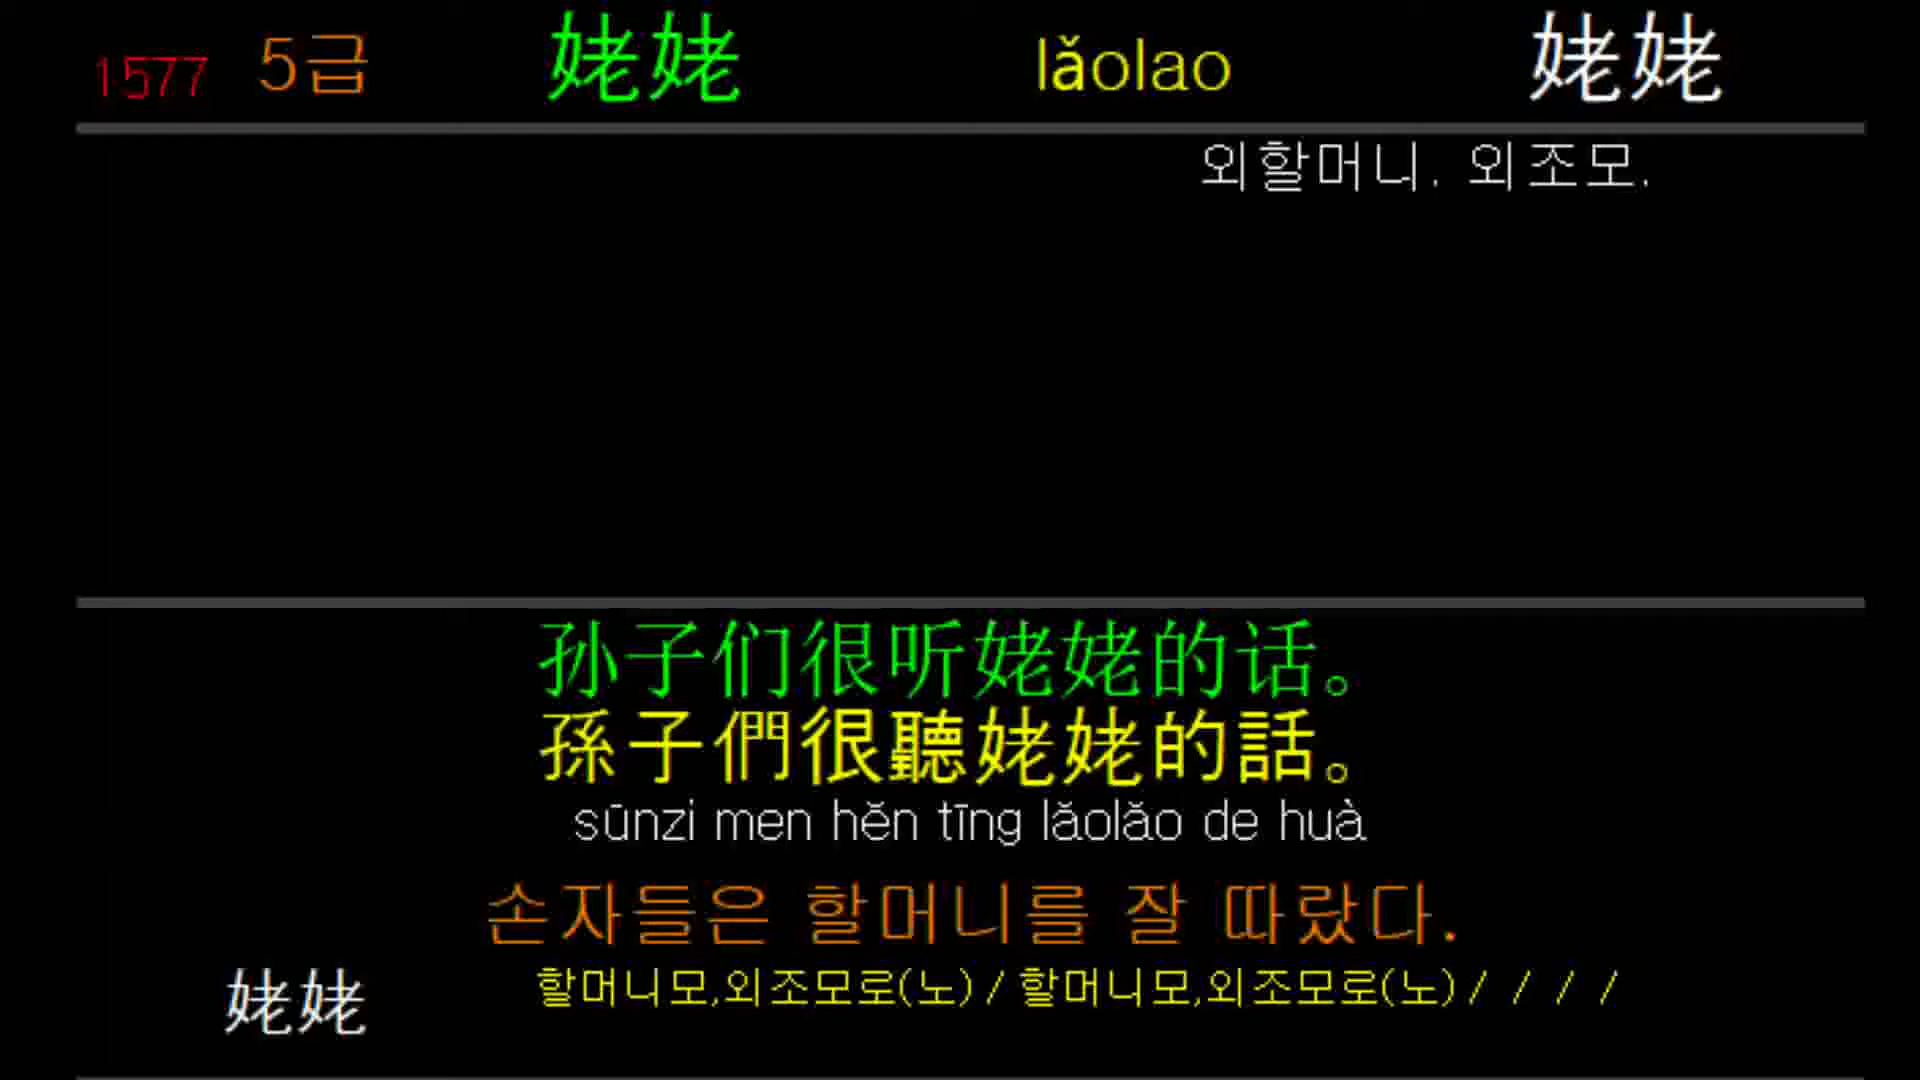 1577 5급 姥姥 lǎolao 姥姥
외할머니. 외조모.
孙子们很听姥姥的话。
孫子們很聽姥姥的話。
sūnzi men hěn tīng lǎolǎo de huà
손자들은 할머니를 잘 따랐다.
姥姥 할머니모,외조모로(노) / 할머니모,외조모로(노) / / / /